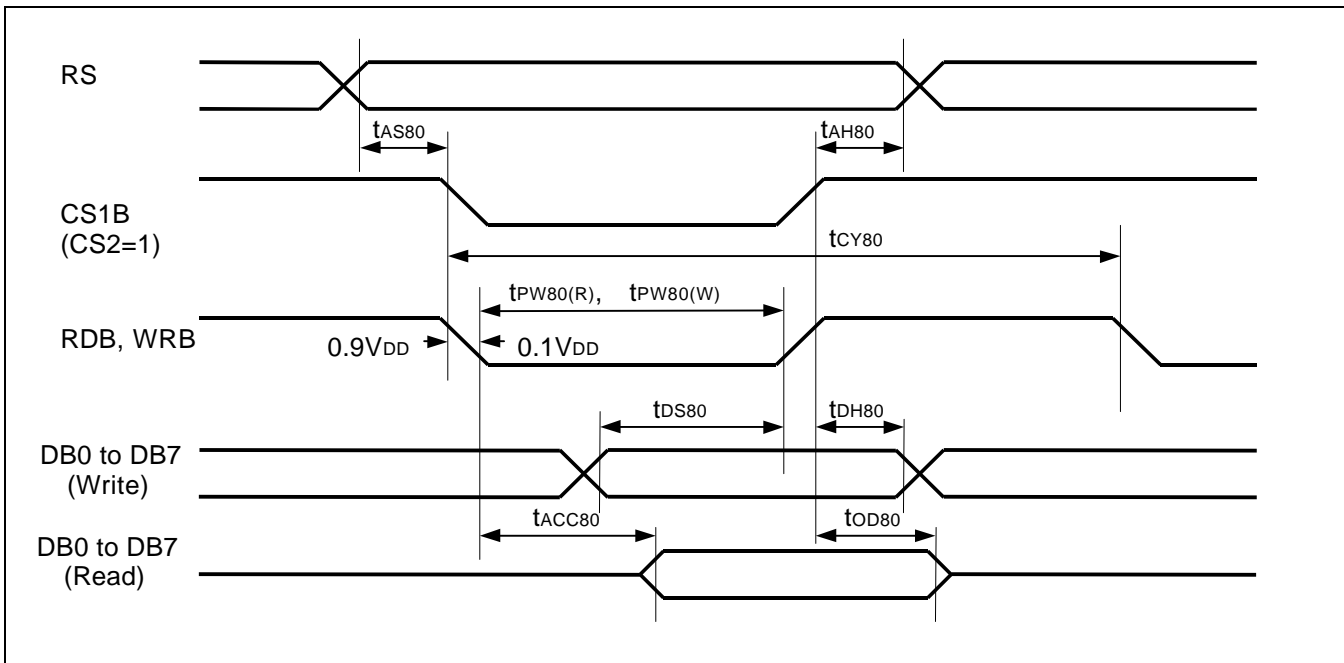 RS
tAS80 tAH80
CS1B
(CS2=1)
tCY80
tPW80(R), tPW80(W)
RDB, WRB
0.9VDD 0.1VDD
tDS80 tDH80
DB0 to DB7
(Write)
tACC80 tOD80
DB0 to DB7
(Read)